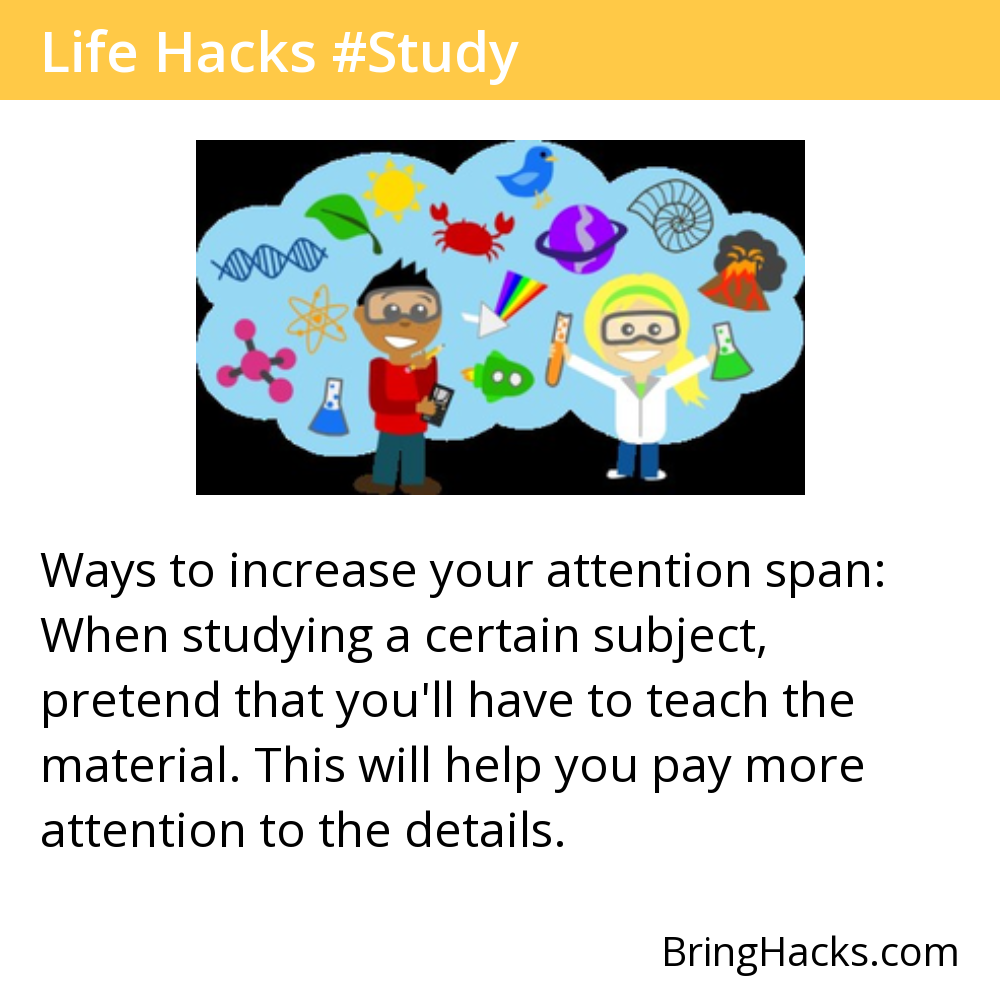 Life Hacks #Study
Ways to increase your attention span:
When studying a certain subject,
pretend that you'll have to teach the
material. This will help you pay more
attention to the details.
BringHacks.com